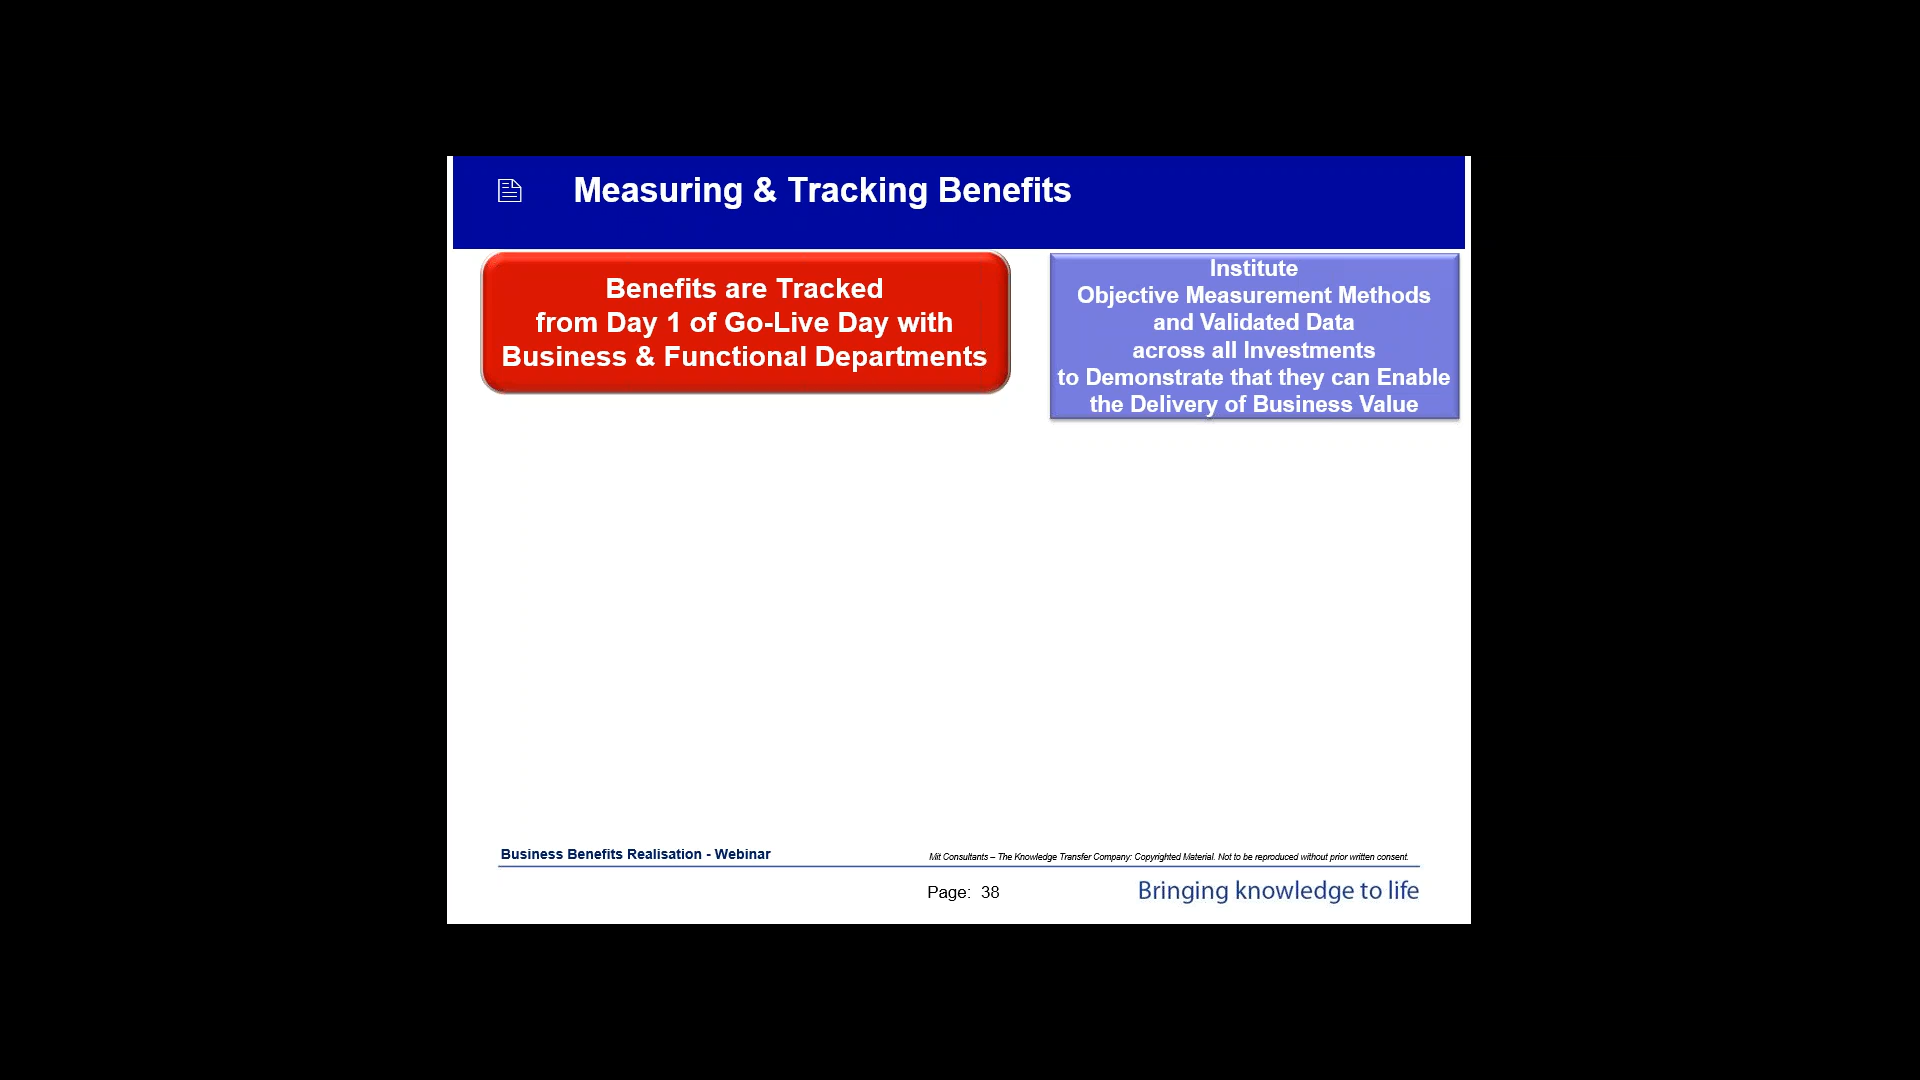 Measuring & Tracking Benefits
Benefits are Tracked
from Day 1 of Go-Live Day with
Business & Functional Departments
Institute
Objective Measurement Methods
and Validated Data
across all Investments
to Demonstrate that they can Enable
the Delivery of Business Value
Business Benefits Realisation - Webinar
Mit Consultants – The Knowledge Transfer Company: Copyrighted Material. Not to be reproduced without prior written consent.
Page: 38
Bringing knowledge to life